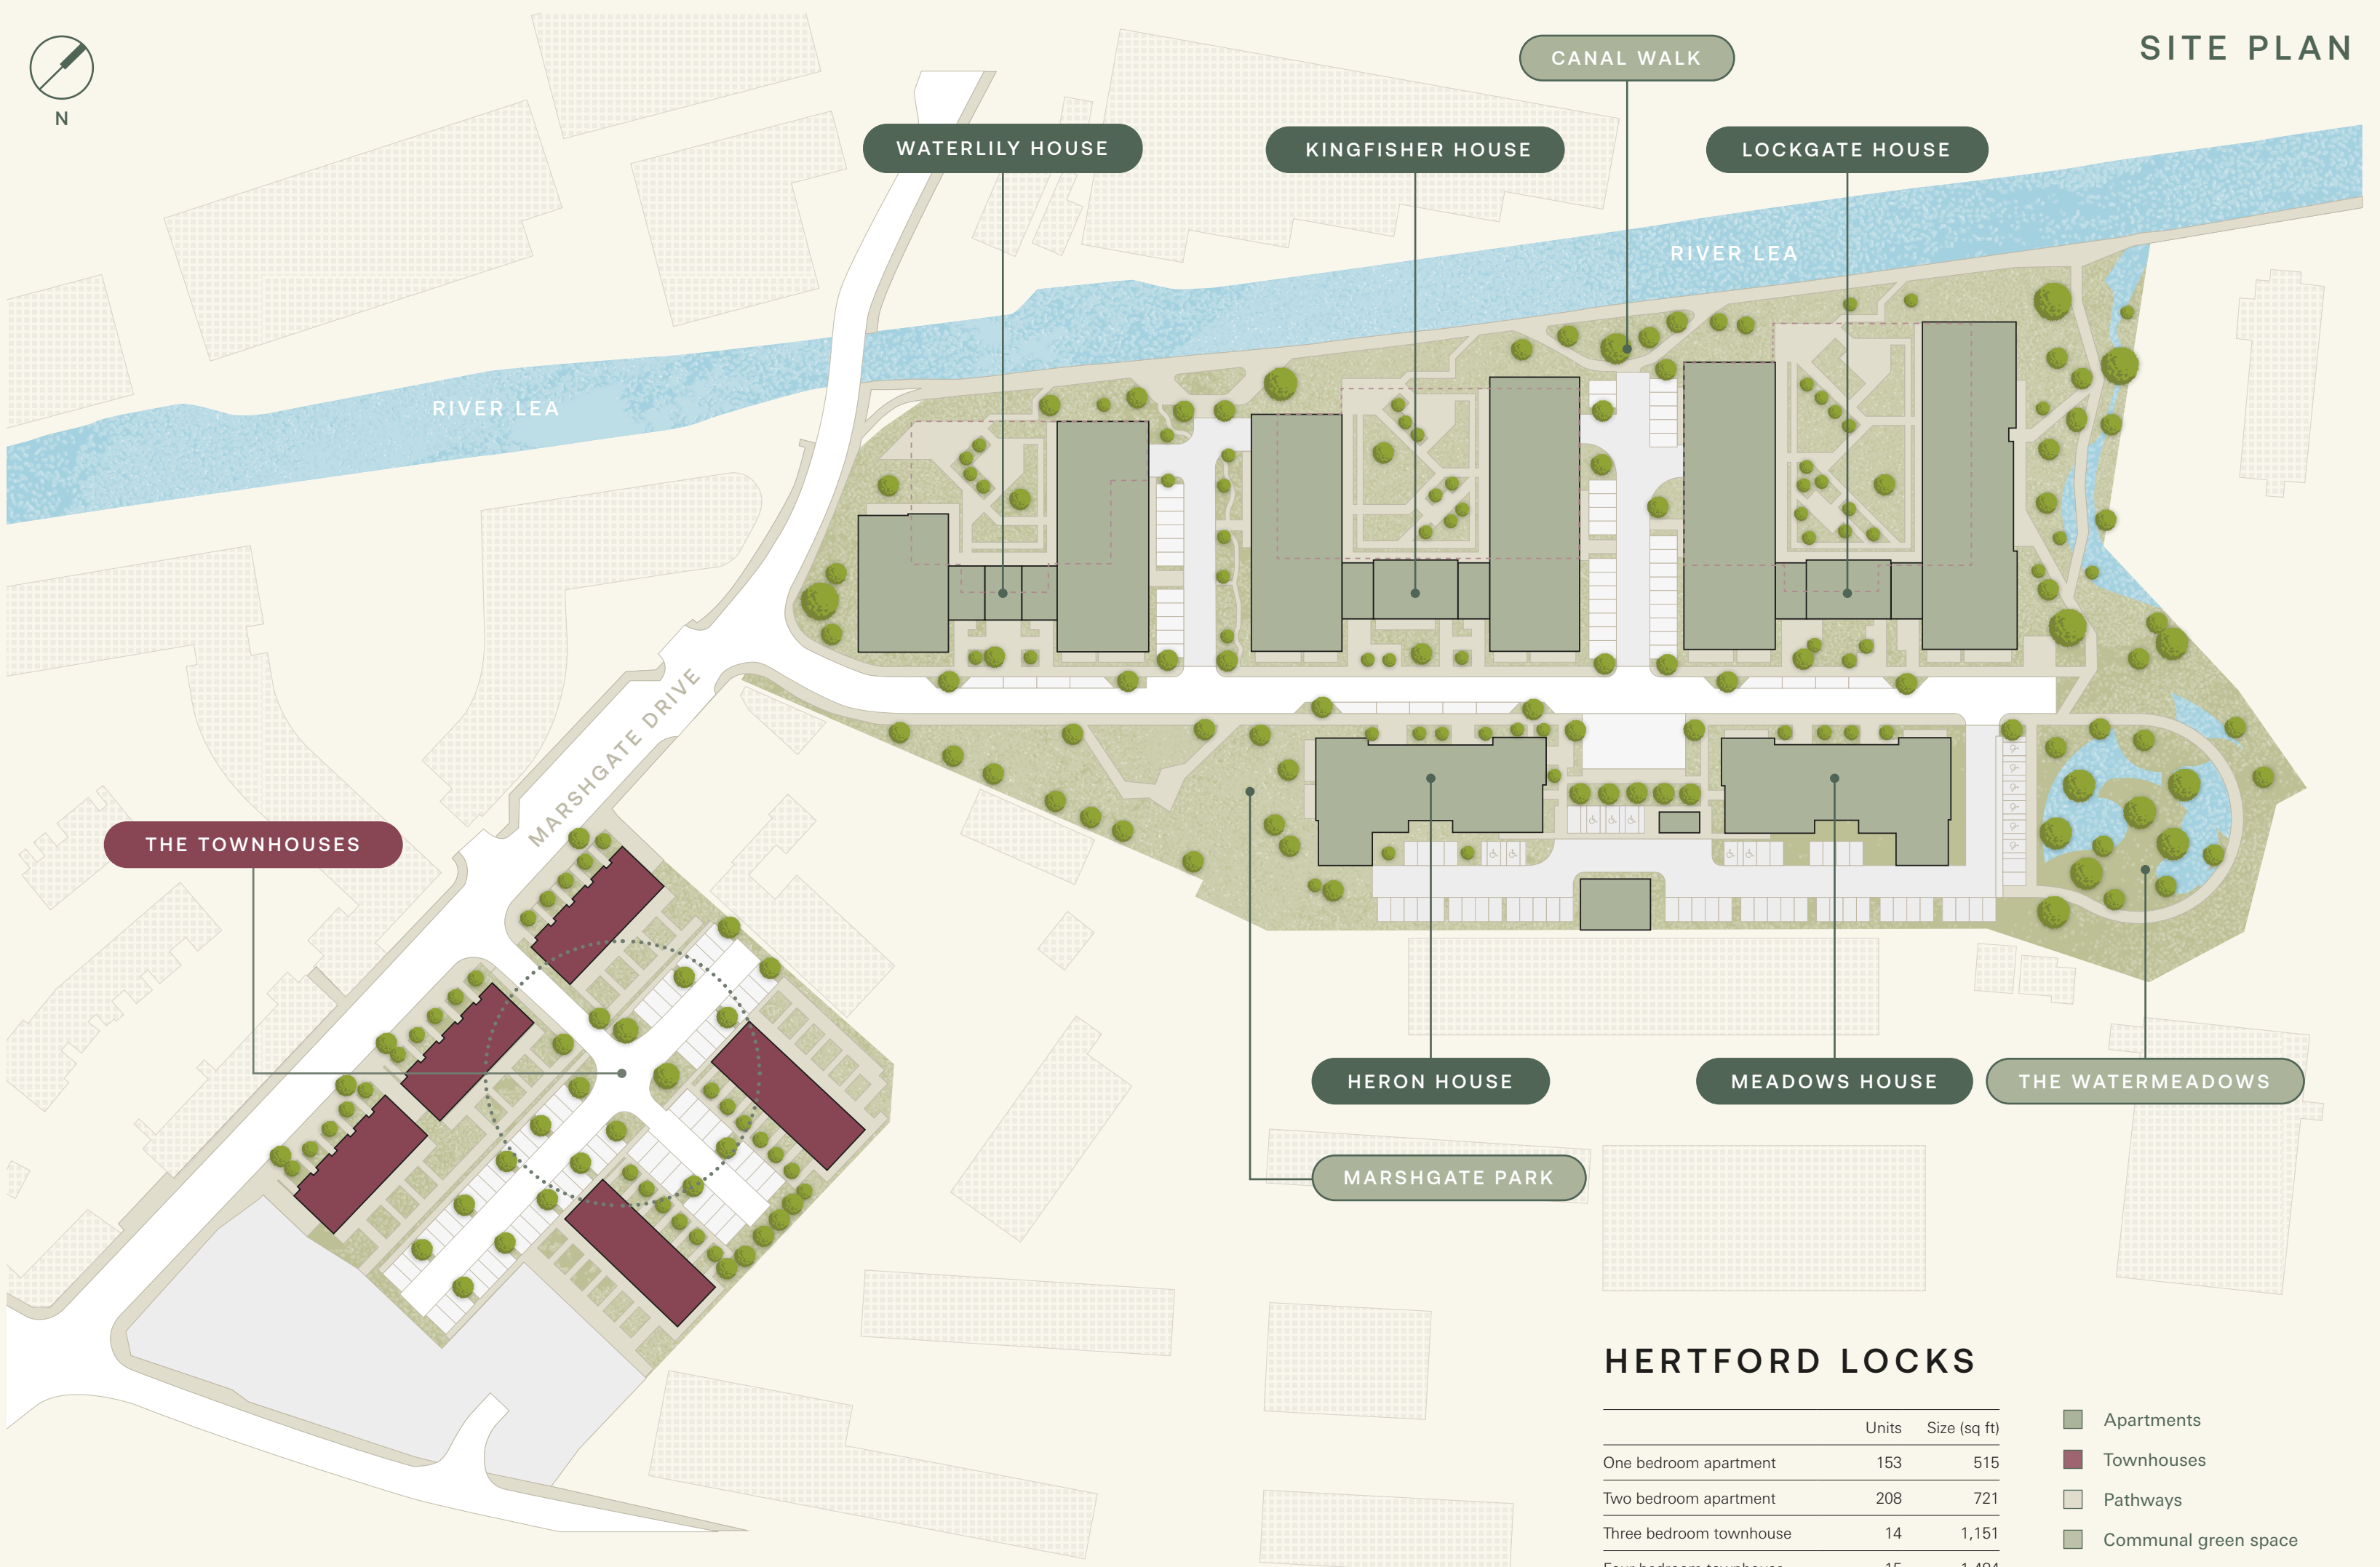 SITE PLAN
N
CANAL WALK
WATERLILY HOUSE
KINGFISHER HOUSE
LOCKGATE HOUSE
RIVER LEA
RIVER LEA
MARSHGATE DRIVE
THE TOWNHOUSES
HERON HOUSE
MEADOWS HOUSE
THE WATERMEADOWS
MARSHGATE PARK
HERTFORD LOCKS
Units Size (sq ft)
One bedroom apartment 153 515
Two bedroom apartment 208 721
Three bedroom townhouse 14 1,151
Apartments
Townhouses
Pathways
Communal green space